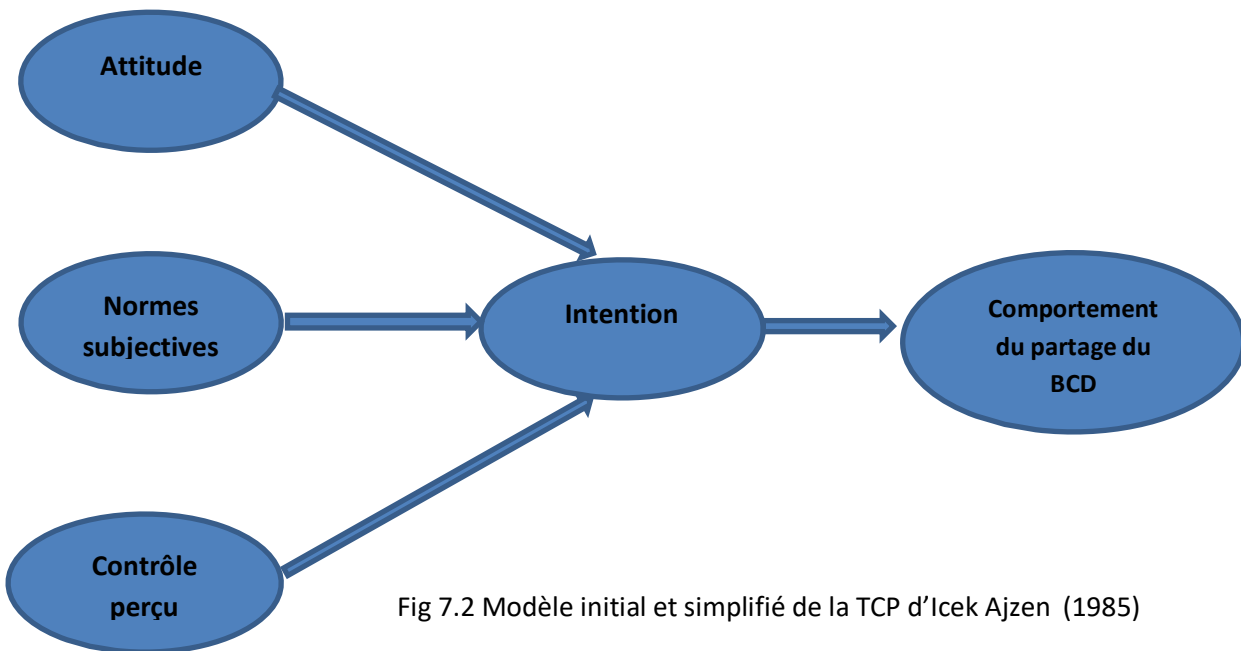 Attitude
Normes
subjectives
Intention
Comportement
du partage du
BCD
Contrôle
perçu
Fig 7.2 Modèle initial et simplifié de la TCP d’Icek Ajzen (1985)